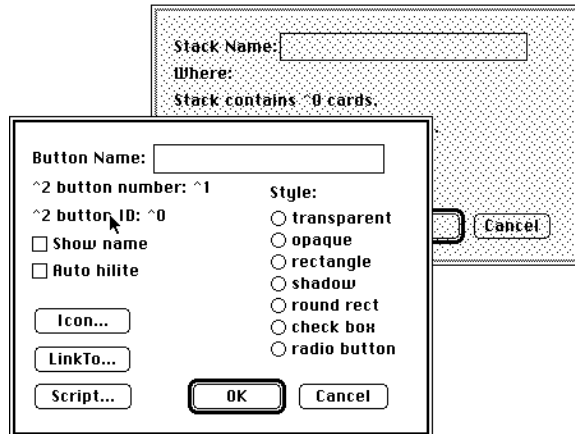 Stack Name:
Where:
Stack contains ^0 cards.
.
Cancel
Button Name:
^2 button number: ^1
^2 button ID: ^0
Show name
Auto hilite
Style:
transparent
opaque
rectangle
shadow
round rect
check box
radio button
Icon...
LinkTo...
Script...
OK
Cancel